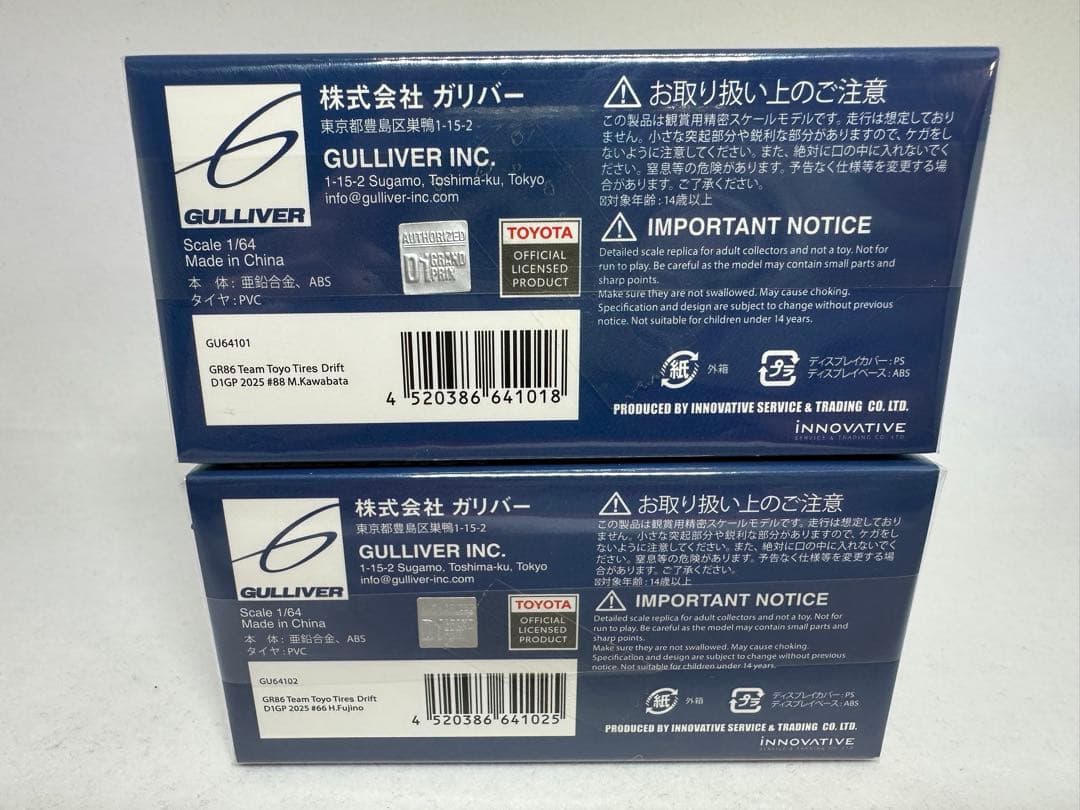 GULLIVER
株式会社 ガリバー
東京都豊島区巣鴨1-15-2
GULLIVER INC.
1-15-2 Sugamo, Toshima-ku, Tokyo
info@gulliver-inc.com
Scale 1/64
Made in China
本 体 : 亜鉛合金、ABS
タイヤ : PVC
AUTHORIZED
D1 GRAND PRIX
TOYOTA
OFFICIAL
LICENSED
PRODUCT
GU64101
GR86 Team Toyo Tires Drift
D1GP 2025 #88 M.Kawabata
4 520386 641018
お取り扱い上のご注意
この製品は観賞用精密スケールモデルです。走行は想定しており
ません。小さな突起部分や鋭利な部分がありますので、ケガをし
ないように注意してください。また、絶対に口の中に入れないでく
ださい。窒息等の危険があります。予告なく仕様等を変更する場
合があります。ご了承ください。
対象年齢 : 14歳以上
IMPORTANT NOTICE
Detailed scale replica for adult collectors and not a toy. Not for
run to play. Be careful as the model may contain small parts and
sharp points.
Make sure they are not swallowed. May cause choking.
Specification and design are subject to change without previous
notice. Not suitable for children under 14 years.
紙 外箱
プラ ディスプレイカバー : PS
ディスプレイベース : ABS
PRODUCED BY INNOVATIVE SERVICE & TRADING CO. LTD.
iNNOVATIVE
SERVICE & TRADING CO. LTD.
GULLIVER
株式会社 ガリバー
東京都豊島区巣鴨1-15-2
GULLIVER INC.
1-15-2 Sugamo, Toshima-ku, Tokyo
info@gulliver-inc.com
Scale 1/64
Made in China
本 体 : 亜鉛合金、ABS
タイヤ : PVC
TOYOTA
OFFICIAL
LICENSED
PRODUCT
GU64102
GR86 Team Toyo Tires Drift
D1GP 2025 #66 H.Fujino
4 520386 641025
お取り扱い上のご注意
この製品は観賞用精密スケールモデルです。走行は想定しており
ません。小さな突起部分や鋭利な部分がありますので、ケガをし
ないように注意してください。また、絶対に口の中に入れないでく
ださい。窒息等の危険があります。予告なく仕様等を変更する場
合があります。ご了承ください。
対象年齢 : 14歳以上
IMPORTANT NOTICE
Detailed scale replica for adult collectors and not a toy. Not for
run to play. Be careful as the model may contain small parts and
sharp points.
Make sure they are not swallowed. May cause choking.
Specification and design are subject to change without previous
notice. Not suitable for children under 14 years.
紙 外箱
プラ ディスプレイカバー : PS
ディスプレイベース : ABS
PRODUCED BY INNOVATIVE SERVICE & TRADING CO. LTD.
iNNOVATIVE
SERVICE & TRADING CO. LTD.